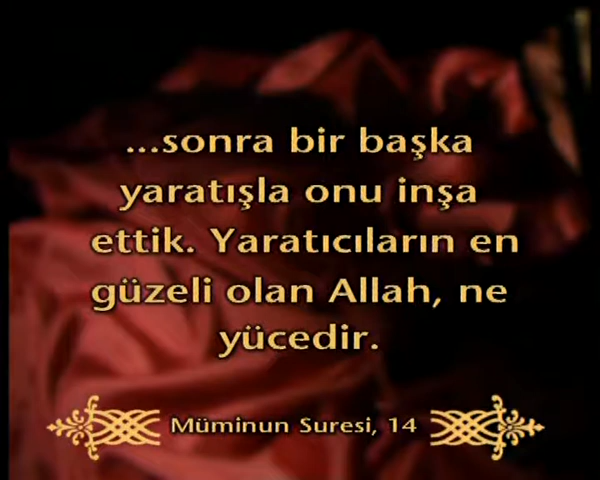 ...sonra bir başka
yaratışla onu inşa
ettik. Yaratıcıların en
güzeli olan Allah, ne
yücedir.
Müminun Suresi, 14